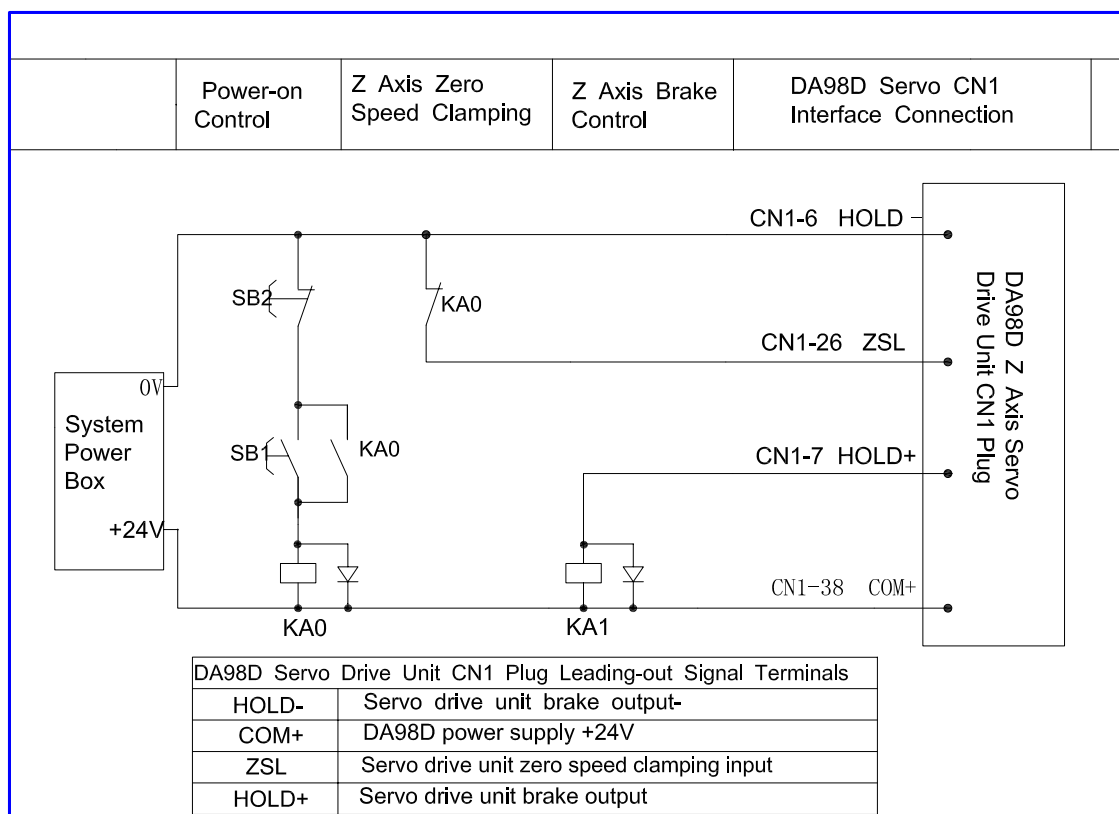 Power-on Control
Z Axis Zero Speed Clamping
Z Axis Brake Control
DA98D Servo CN1 Interface Connection
CN1-6 HOLD -
SB2
KA0
CN1-26 ZSL
0V
System
Power
Box
+24V
SB1
KA0
CN1-7 HOLD+
CN1-38 COM+
KA0
KA1
DA98D Z Axis Servo
Drive Unit CN1 Plug
DA98D Servo Drive Unit CN1 Plug Leading-out Signal Terminals
HOLD- Servo drive unit brake output-
COM+ DA98D power supply +24V
ZSL Servo drive unit zero speed clamping input
HOLD+ Servo drive unit brake output